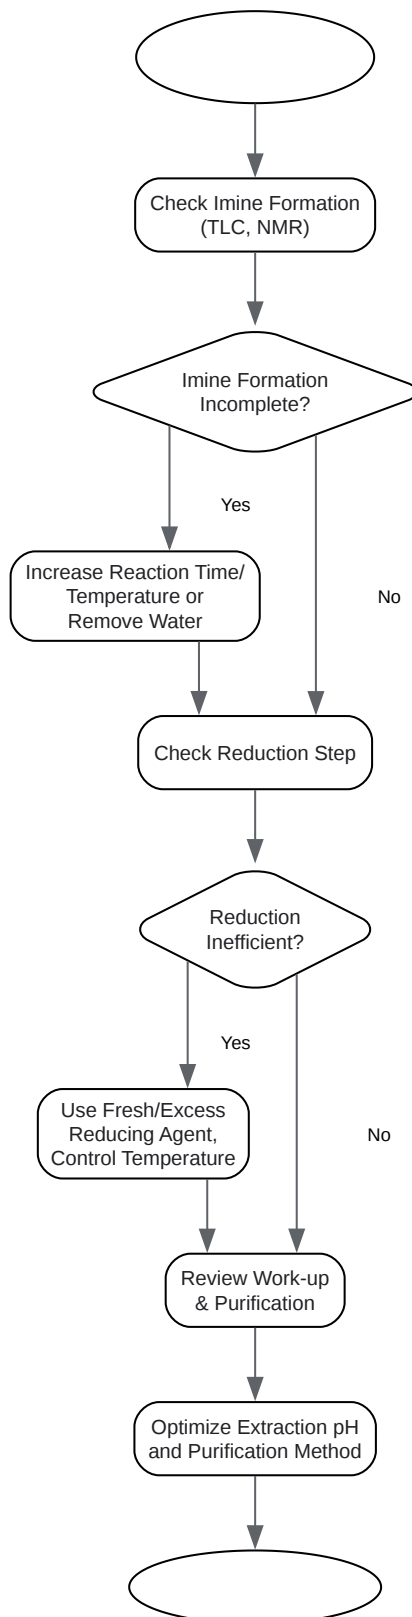 Check Imine Formation
(TLC, NMR)
Imine Formation
Incomplete?
Yes
Increase Reaction Time/
Temperature or
Remove Water
No
Check Reduction Step
Reduction
Inefficient?
Yes
Use Fresh/Excess
Reducing Agent,
Control Temperature
No
Review Work-up
& Purification
Optimize Extraction pH
and Purification Method